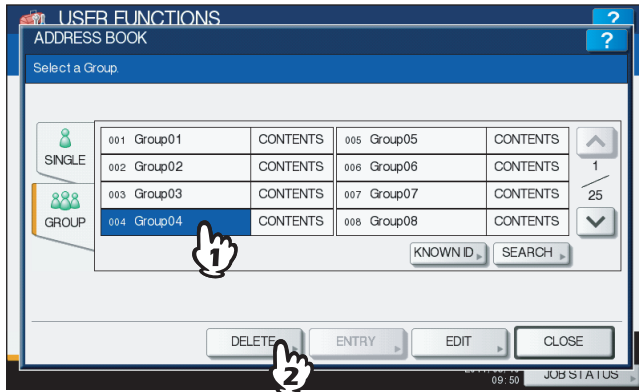 USER FUNCTIONS ?
ADDRESS BOOK ?
Select a Group.
SINGLE
GROUP
001 Group01 CONTENTS 005 Group05 CONTENTS
002 Group02 CONTENTS 006 Group06 CONTENTS
003 Group03 CONTENTS 007 Group07 CONTENTS
004 Group04 CONTENTS 008 Group08 CONTENTS
1
25
1
KNOWN ID SEARCH
DELETE ENTRY EDIT CLOSE
2
09:50 JOB STATUS